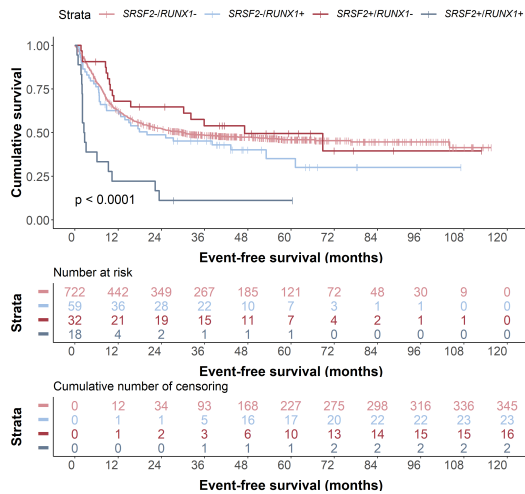 Strata SRSF2-/RUNX1- SRSF2-/RUNX1+ SRSF2+/RUNX1- SRSF2+/RUNX1+
Cumulative survival
1.00
0.75
0.50
0.25
0.00
p < 0.0001
0 12 24 36 48 60 72 84 96 108 120
Event-free survival (months)
Number at risk
Strata
722 442 349 267 185 121 72 48 30 9 0
59 36 28 22 10 7 3 1 1 0 0
32 21 19 15 11 7 4 2 1 1 0
18 4 2 1 1 1 0 0 0 0 0
0 12 24 36 48 60 72 84 96 108 120
Event-free survival (months)
Cumulative number of censoring
Strata
0 12 34 93 168 227 275 298 316 336 345
0 1 1 5 16 17 20 22 22 23 23
0 1 2 3 6 10 13 14 15 15 16
0 0 0 1 1 1 2 2 2 2 2
0 12 24 36 48 60 72 84 96 108 120
Event-free survival (months)